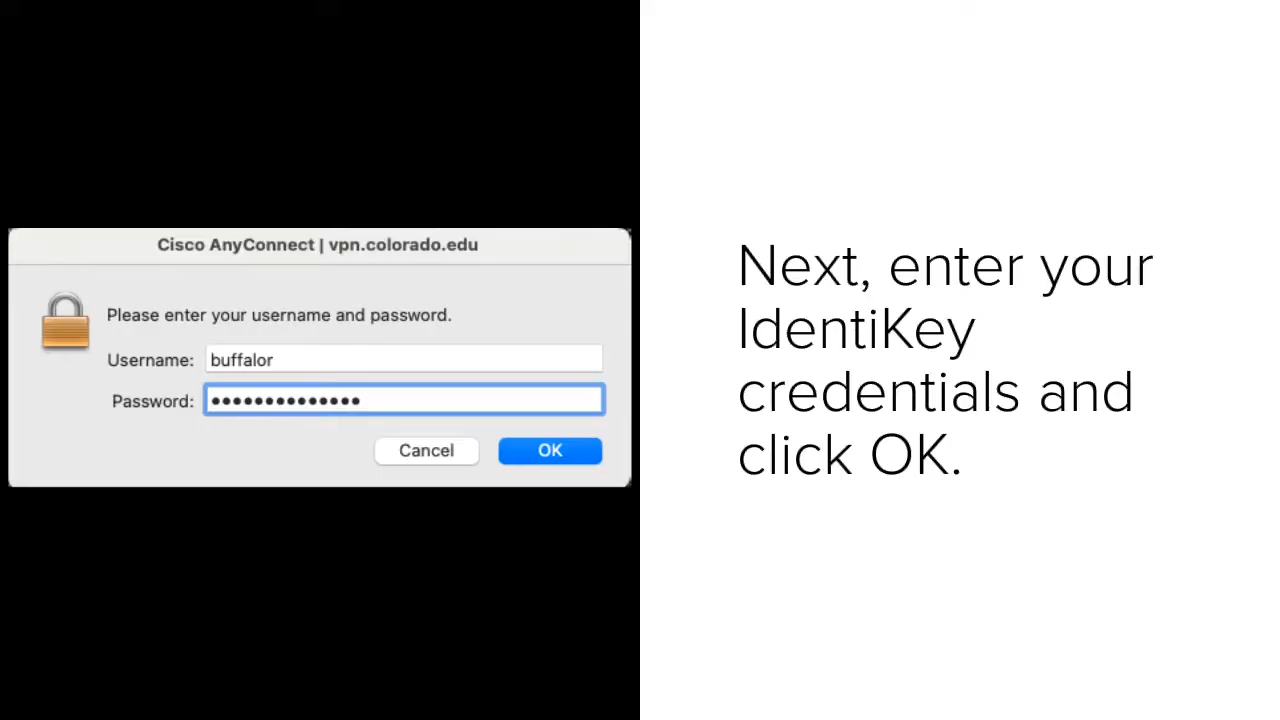 Cisco AnyConnect | vpn.colorado.edu
Please enter your username and password.
Username: buffalor
Password: ••••••••••••••
Cancel OK
Next, enter your
IdentiKey
credentials and
click OK.